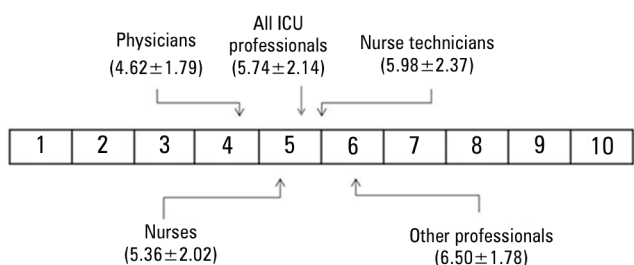 All ICU
Physicians
professionals
Nurse technicians
(4.62±1.79)
(5.74±2.14)
(5.98±2.37)
1 2 3 4 5 6 7 8 9 10
Nurses
(5.36±2.02)
Other professionals
(6.50±1.78)